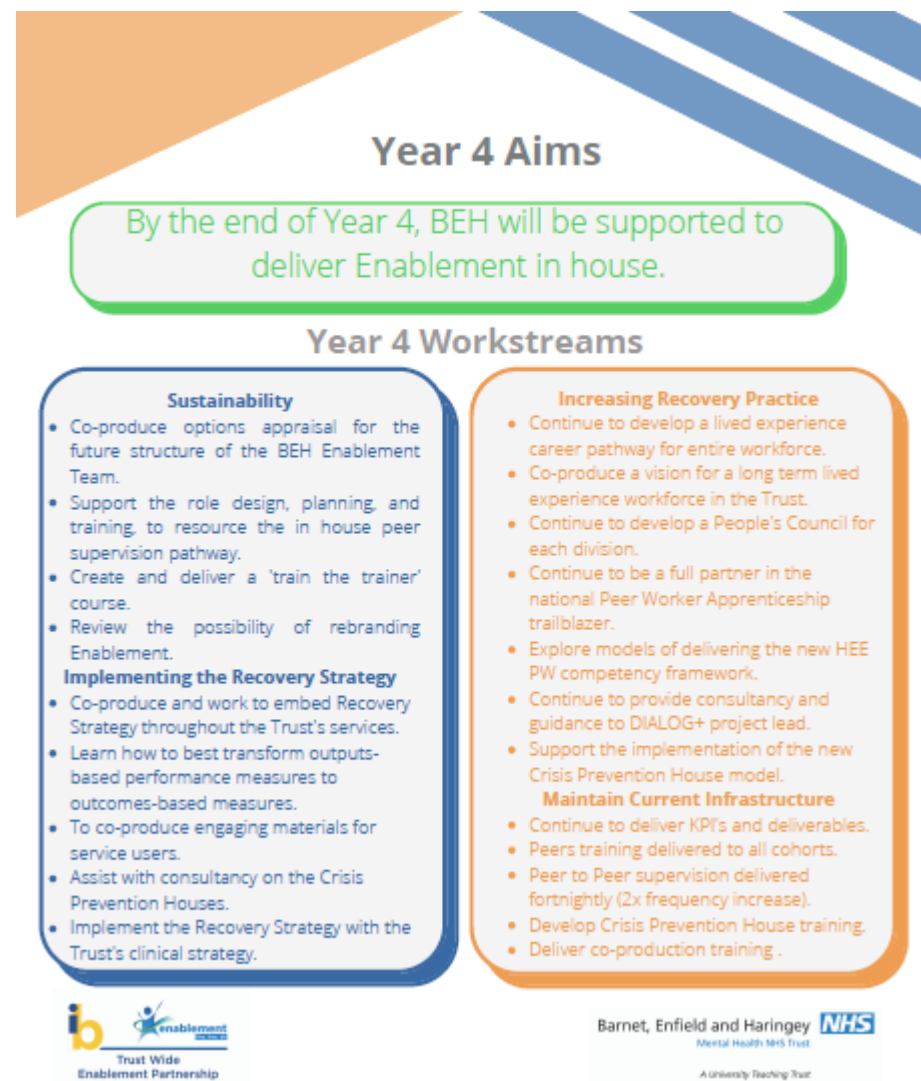 Year 4 Aims
By the end of Year 4, BEH will be supported to
deliver Enablement in house.
Year 4 Workstreams
Sustainability
• Co-produce options appraisal for the
future structure of the BEH Enablement
Team.
• Support the role design, planning, and
training, to resource the in house peer
supervision pathway.
• Create and deliver a 'train the trainer'
course.
• Review the possibility of rebranding
Enablement.
Implementing the Recovery Strategy
• Co-produce and work to embed Recovery
Strategy throughout the Trust's services.
• Learn how to best transform outputs-
based performance measures to
outcomes-based measures.
• To co-produce engaging materials for
service users.
• Assist with consultancy on the Crisis
Prevention Houses.
• Implement the Recovery Strategy with the
Trust's clinical strategy.
Increasing Recovery Practice
• Continue to develop a lived experience
career pathway for entire workforce.
• Co-produce a vision for a long term lived
experience workforce in the Trust.
• Continue to develop a People's Council for
each division.
• Continue to be a full partner in the
national Peer Worker Apprenticeship
trailblazer.
• Explore models of delivering the new HEE
PW competency framework.
• Continue to provide consultancy and
guidance to DIALOG+ project lead.
• Support the implementation of the new
Crisis Prevention House model.
Maintain Current Infrastructure
• Continue to deliver KPI's and deliverables.
• Peers training delivered to all cohorts.
• Peer to Peer supervision delivered
fortnightly (2x frequency increase).
• Develop Crisis Prevention House training.
• Deliver co-production training .
ib
enablement
Trust Wide
Enablement Partnership
Barnet, Enfield and Haringey NHS
Mental Health NHS Trust
A University Teaching Trust